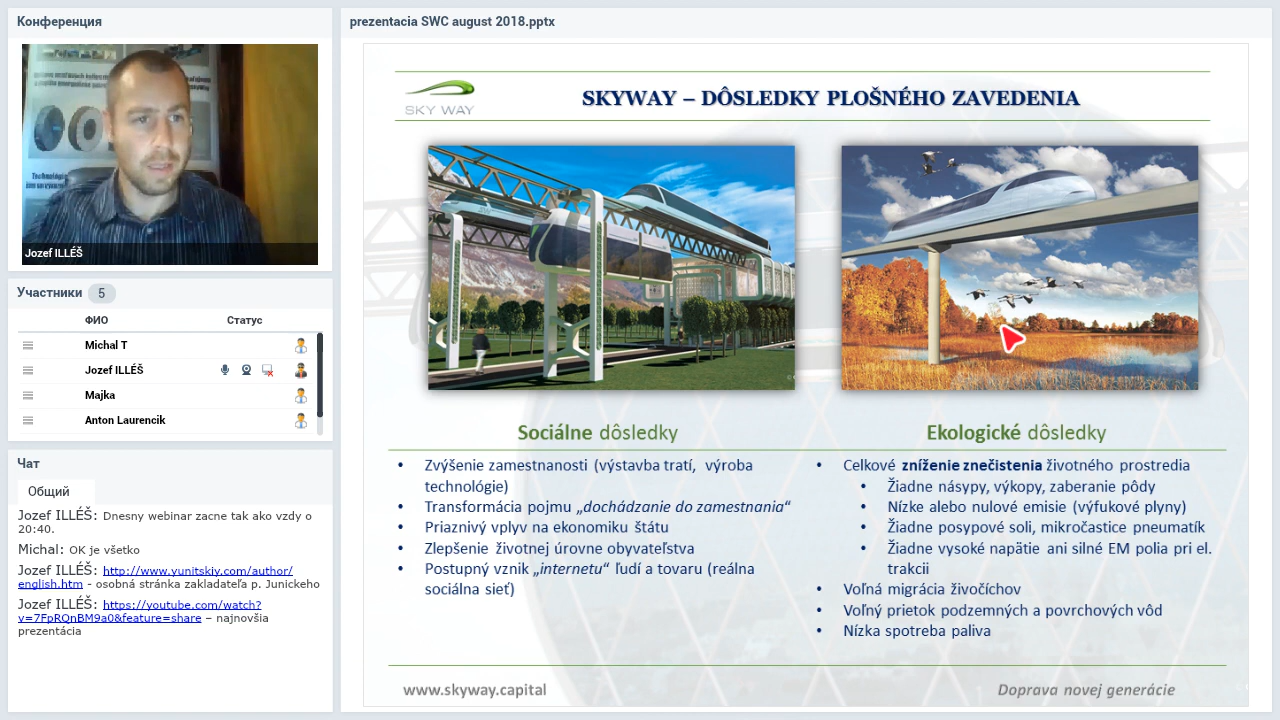 Конференция
Jozef ILLÉŠ
Участники 5
ФИО Статус
Michal T
Jozef ILLÉŠ
Majka
Anton Laurencik
Чат
Общий
Jozef ILLÉŠ: Dnesny webinar zacne tak ako vzdy o
20:40.
Michal: OK je všetko
Jozef ILLÉŠ: http://www.yunitskiy.com/author/
english.htm - osobná stránka zakladateľa p. Junickeho
Jozef ILLÉŠ: https://youtube.com/watch?
v=7FpRQnBM9a0&feature=share – najnovšia
prezentácia
prezentacia SWC august 2018.pptx
SKY WAY
SKYWAY – DÔSLEDKY PLOŠNÉHO ZAVEDENIA
Sociálne dôsledky
• Zvýšenie zamestnanosti (výstavba tratí, výroba
technológie)
• Transformácia pojmu „dochádzanie do zamestnania“
• Priaznivý vplyv na ekonomiku štátu
• Zlepšenie životnej úrovne obyvateľstva
• Postupný vznik „internetu“ ľudí a tovaru (reálna
sociálna sieť)
Ekologické dôsledky
• Celkové zníženie znečistenia životného prostredia
• Žiadne násypy, výkopy, zaberanie pôdy
• Nízke alebo nulové emisie (výfukové plyny)
• Žiadne posypové soli, mikročastice pneumatík
• Žiadne vysoké napätie ani silné EM polia pri el.
trakcii
• Voľná migrácia živočíchov
• Voľný prietok podzemných a povrchových vôd
• Nízka spotreba paliva
www.skyway.capital
Doprava novej generácie